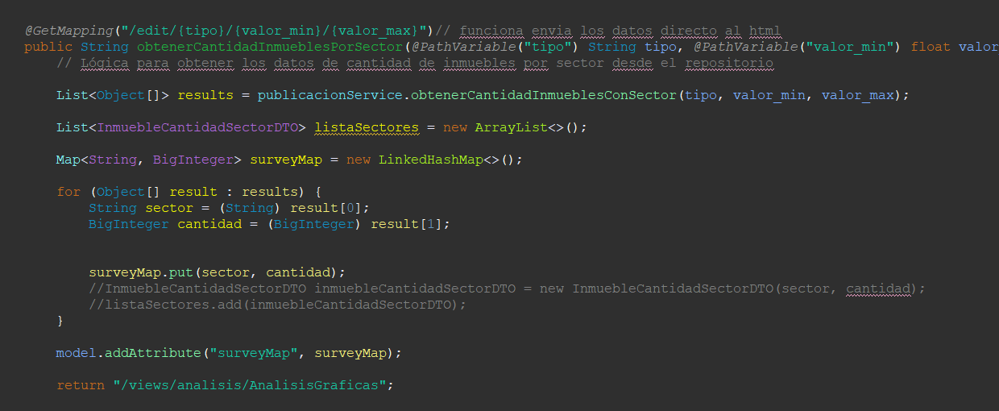 @GetMapping("/edit/{tipo}/{valor_min}/{valor_max}")// funciona envia los datos directo al html
public String obtenerCantidadInmueblesPorSector(@PathVariable("tipo") String tipo, @PathVariable("valor_min") float valor
// Lógica para obtener los datos de cantidad de inmuebles por sector desde el repositorio
List<Object[]> results = publicacionService.obtenerCantidadInmueblesConSector(tipo, valor_min, valor_max);
List<InmuebleCantidadSectorDTO> listaSectores = new ArrayList<>();
Map<String, BigInteger> surveyMap = new LinkedHashMap<>();
for (Object[] result : results) {
String sector = (String) result[0];
BigInteger cantidad = (BigInteger) result[1];
surveyMap.put(sector, cantidad);
//InmuebleCantidadSectorDTO inmuebleCantidadSectorDTO = new InmuebleCantidadSectorDTO(sector, cantidad);
//listaSectores.add(inmuebleCantidadSectorDTO);
}
model.addAttribute("surveyMap", surveyMap);
return "/views/analisis/AnalisisGraficas";